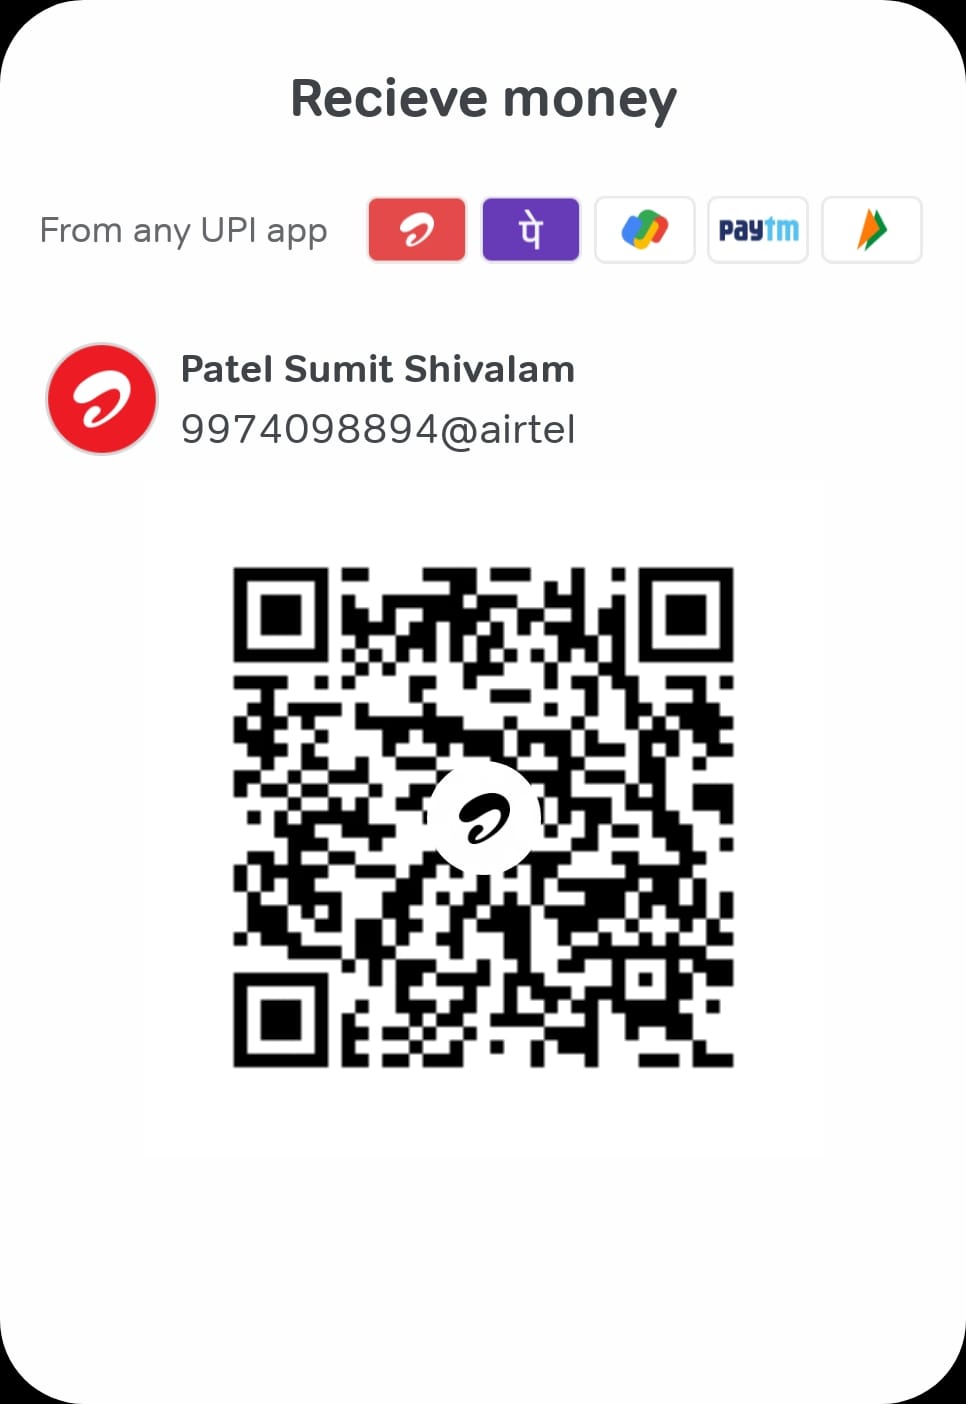 Recieve money
From any UPI app
पे
paytm
Patel Sumit Shivalam
9974098894@airtel